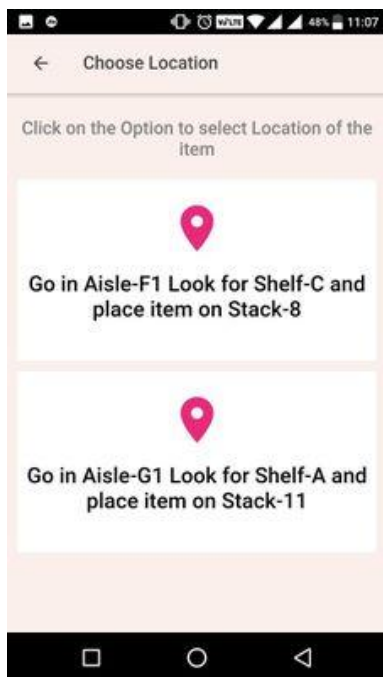 48% 11:07
Choose Location
Click on the Option to select Location of the
item
Go in Aisle-F1 Look for Shelf-C and
place item on Stack-8
Go in Aisle-G1 Look for Shelf-A and
place item on Stack-11